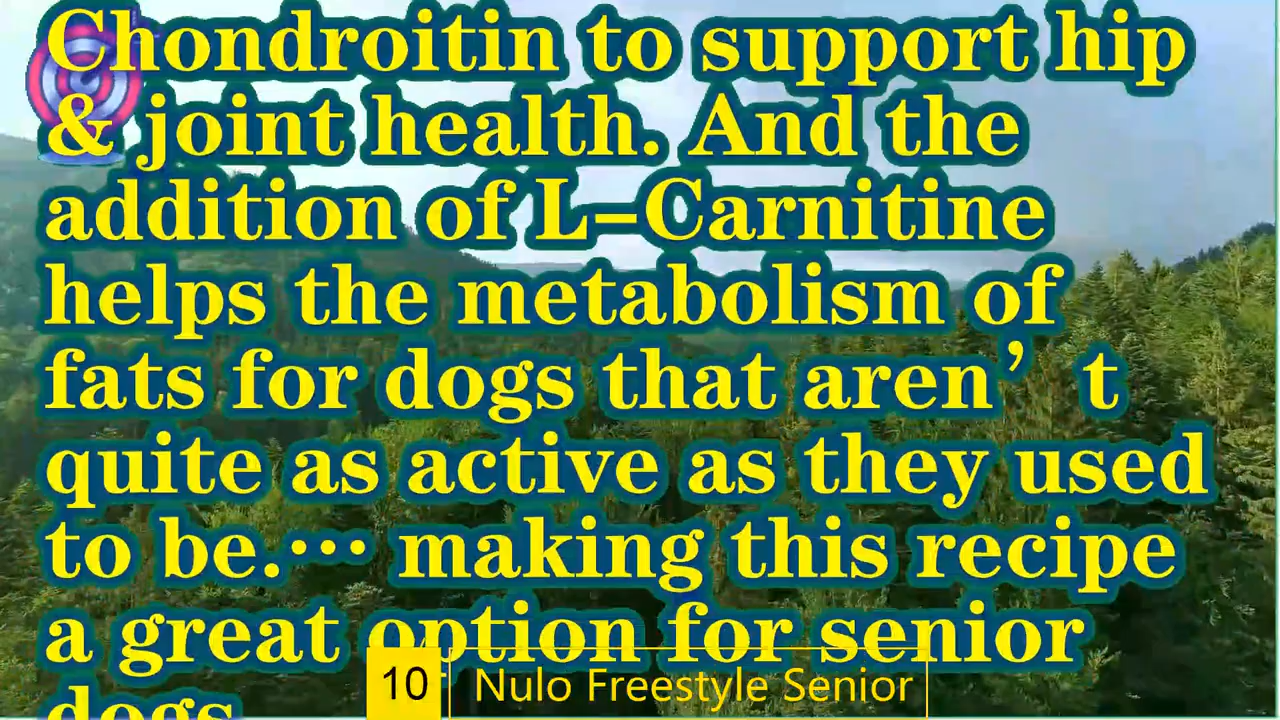 Chondroitin to support hip
& joint health. And the
addition of L-Carnitine
helps the metabolism of
fats for dogs that aren’t
quite as active as they used
to be.… making this recipe
a great option for senior
dogs
10 Nulo Freestyle Senior